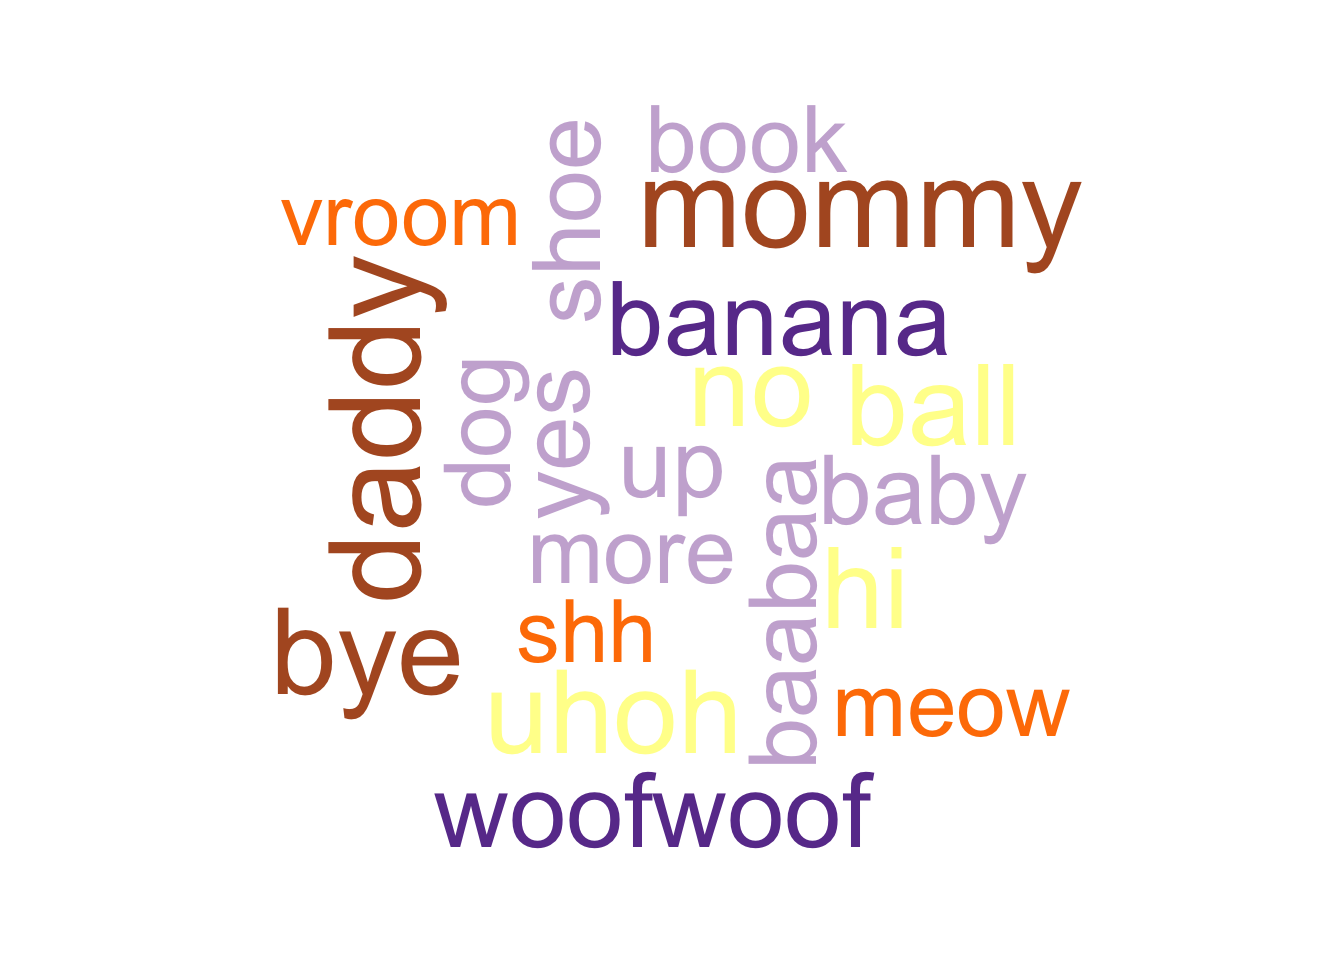 book
shoe
mommy
vroom
banana
daddy
dog
yes
no
ball
up
baby
more
baabaa
hi
shh
bye
uhoh
meow
woofwoof